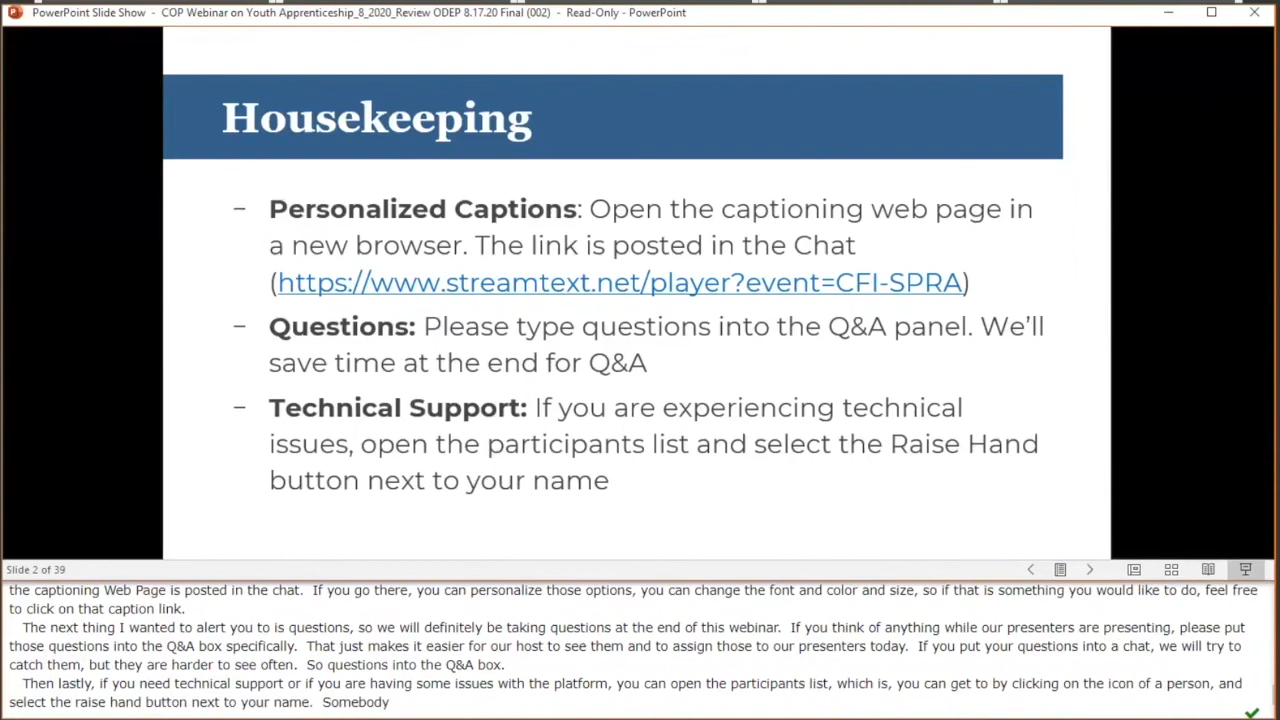 PowerPoint Slide Show - COP Webinar on Youth Apprenticeship_8_2020_Review ODEP 8.17.20 Final (002) - Read-Only - PowerPoint
Housekeeping
– Personalized Captions: Open the captioning web page in
a new browser. The link is posted in the Chat
(https://www.streamtext.net/player?event=CFI-SPRA)
– Questions: Please type questions into the Q&A panel. We’ll
save time at the end for Q&A
– Technical Support: If you are experiencing technical
issues, open the participants list and select the Raise Hand
button next to your name
Slide 2 of 39
the captioning Web Page is posted in the chat.  If you go there, you can personalize those options, you can change the font and color and size, so if that is something you would like to do, feel free
to click on that caption link.
The next thing I wanted to alert you to is questions, so we will definitely be taking questions at the end of this webinar.  If you think of anything while our presenters are presenting, please put
those questions into the Q&A box specifically.  That just makes it easier for our host to see them and to assign those to our presenters today.  If you put your questions into a chat, we will try to
catch them, but they are harder to see often.  So questions into the Q&A box.
Then lastly, if you need technical support or if you are having some issues with the platform, you can open the participants list, which is, you can get to by clicking on the icon of a person, and
select the raise hand button next to your name.  Somebody